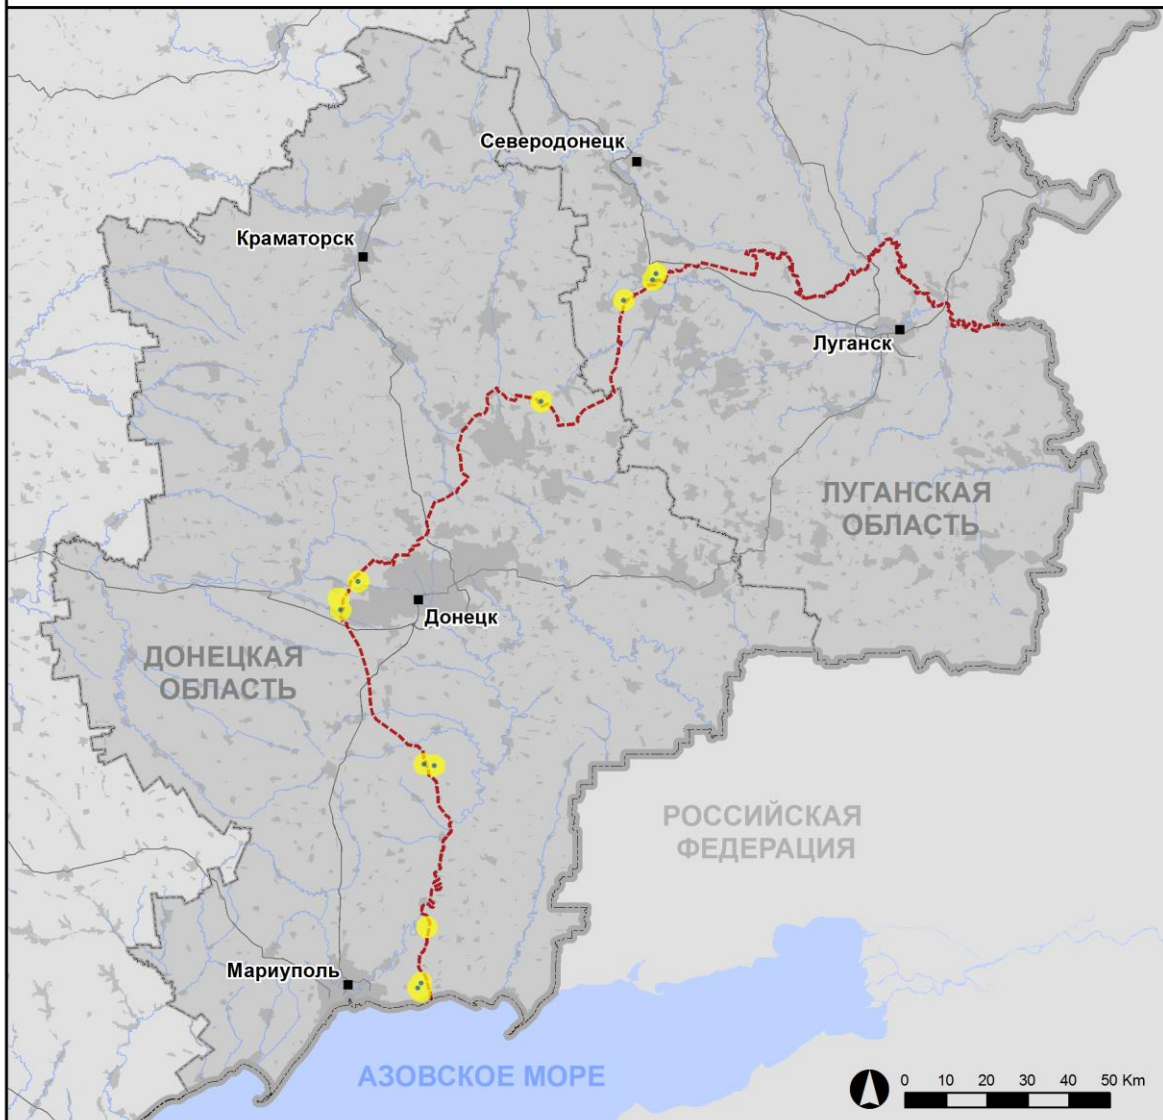 Северодонецк
Краматорск
Луганск
ЛУГАНСКАЯ
ОБЛАСТЬ
Донецк
ДОНЕЦКАЯ
ОБЛАСТЬ
РОССИЙСКАЯ
ФЕДЕРАЦИЯ
Мариуполь
АЗОВСКОЕ МОРЕ
0 10 20 30 40 50 Km